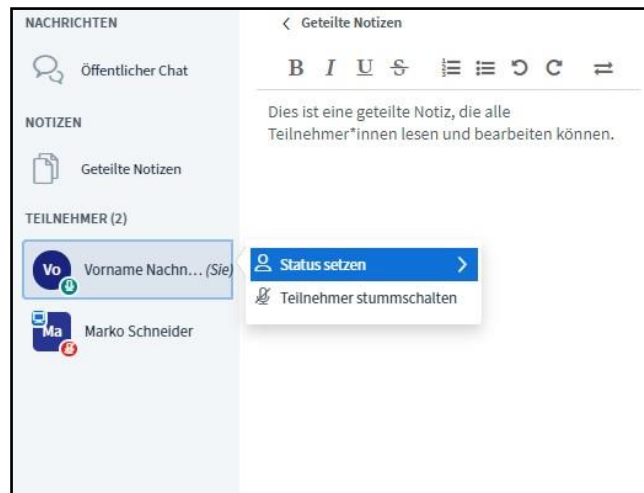 NACHRICHTEN
Öffentlicher Chat
NOTIZEN
Geteilte Notizen
TEILNEHMER (2)
Vo Vorname Nachn... (Sie)
Ma Marko Schneider
Geteilte Notizen
B I U S
Dies ist eine geteilte Notiz, die alle
Teilnehmer*innen lesen und bearbeiten können.
Status setzen
Teilnehmer stummschalten